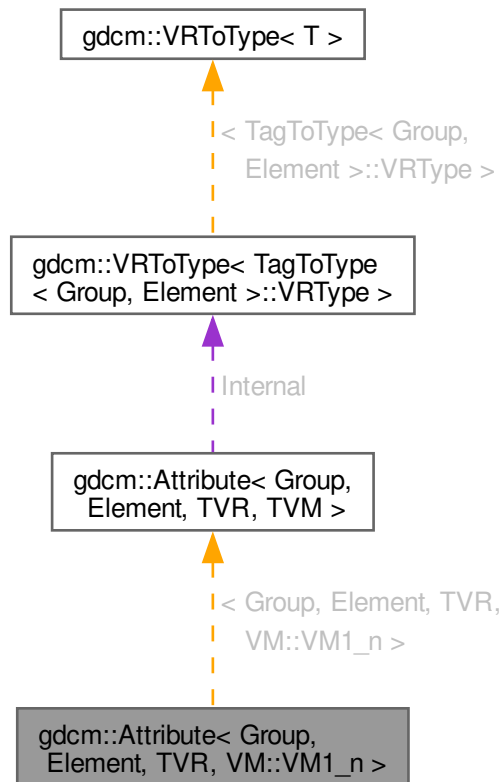 gdcm::VRToType< T >
< TagToType< Group,
Element >::VRType >
gdcm::VRToType< TagToType
< Group, Element >::VRType >
Internal
gdcm::Attribute< Group,
Element, TVR, TVM >
< Group, Element, TVR,
VM::VM1_n >
gdcm::Attribute< Group,
Element, TVR, VM::VM1_n >